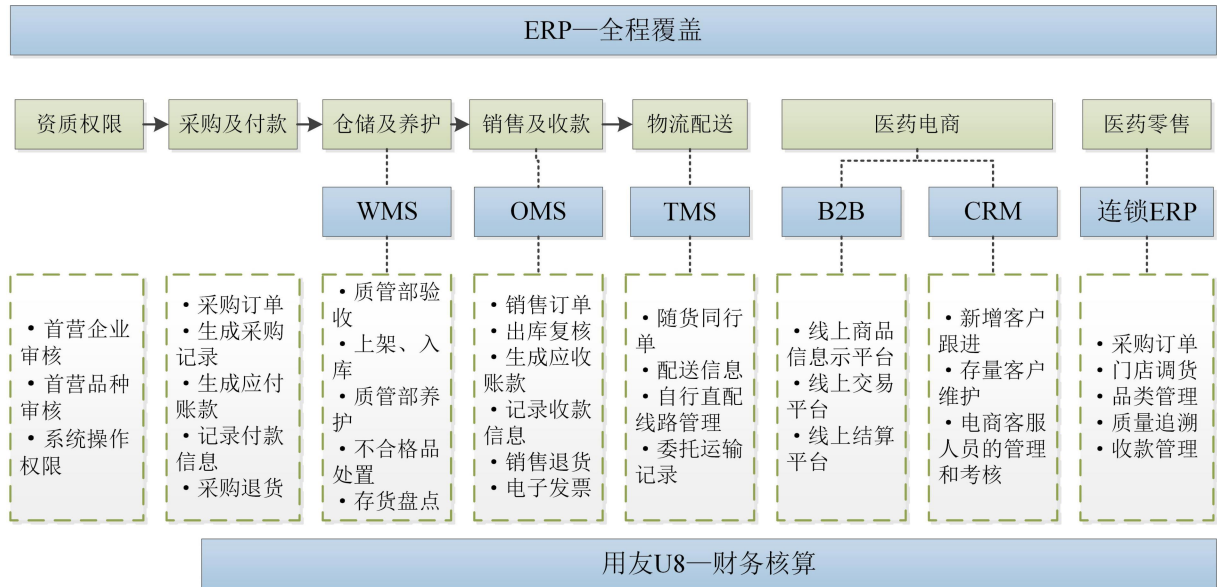 ERP—全程覆盖
资质权限
采购及付款
仓储及养护
销售及收款
物流配送
医药电商
医药零售
WMS
OMS
TMS
B2B
CRM
连锁ERP
• 首营企业
审核
• 首营品种
审核
• 系统操作
权限
• 采购订单
• 生成采购
记录
• 生成应付
账款
• 记录付款
信息
• 采购退货
• 质管部验
收
• 上架、入
库
• 质管部养
护
• 不合格品
处置
• 存货盘点
• 销售订单
• 出库复核
• 生成应收
账款
• 记录收款
信息
• 销售退货
• 电子发票
• 随货同行
单
• 配送信息
• 自行直配
线路管理
• 委托运输
记录
• 线上商品
信息示平台
• 线上交易
平台
• 线上结算
平台
• 新增客户
跟进
• 存量客户
维护
• 电商客服
人员的管理
和考核
• 采购订单
• 门店调货
• 品类管理
• 质量追溯
• 收款管理
用友U8—财务核算